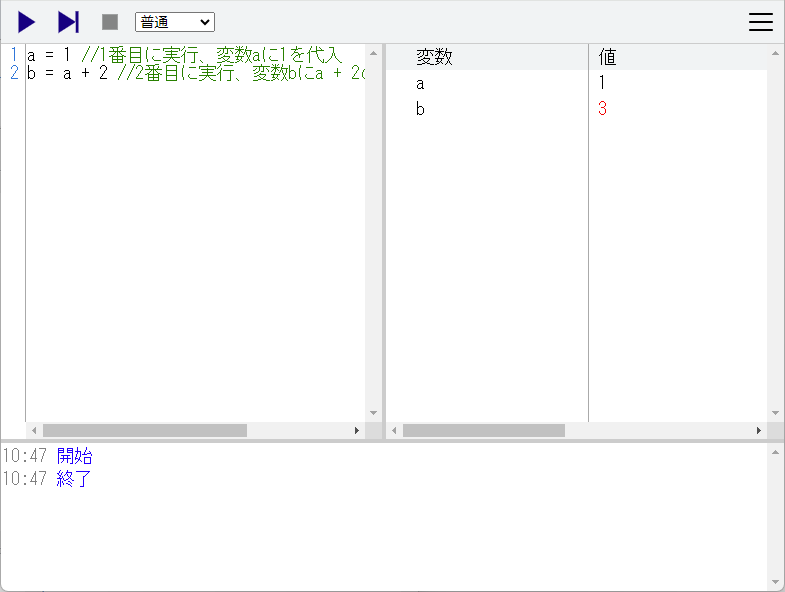 普通
1 a = 1 //1番目に実行、変数aに1を代入
2 b = a + 2 //2番目に実行、変数bにa + 2
変数 値
a 1
b 3
10:47 開始
10:47 終了